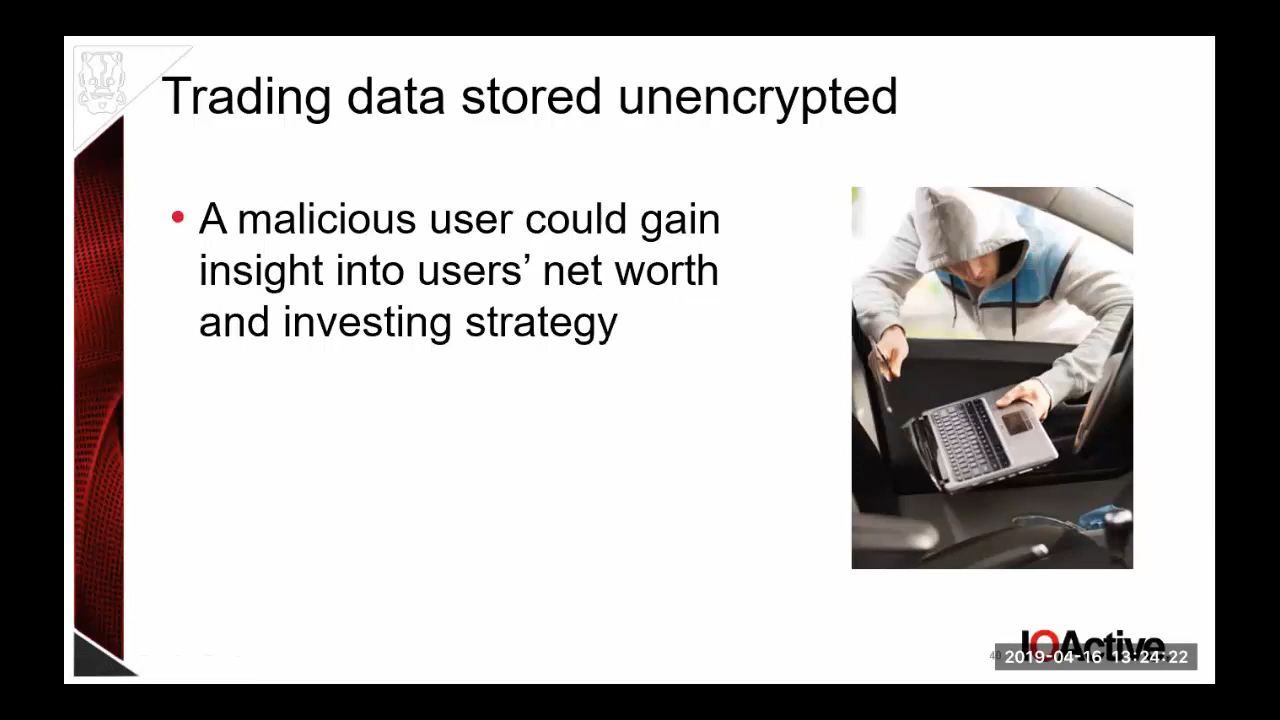 Trading data stored unencrypted
• A malicious user could gain
insight into users’ net worth
and investing strategy
IOActive
2019-04-16 13:24:22